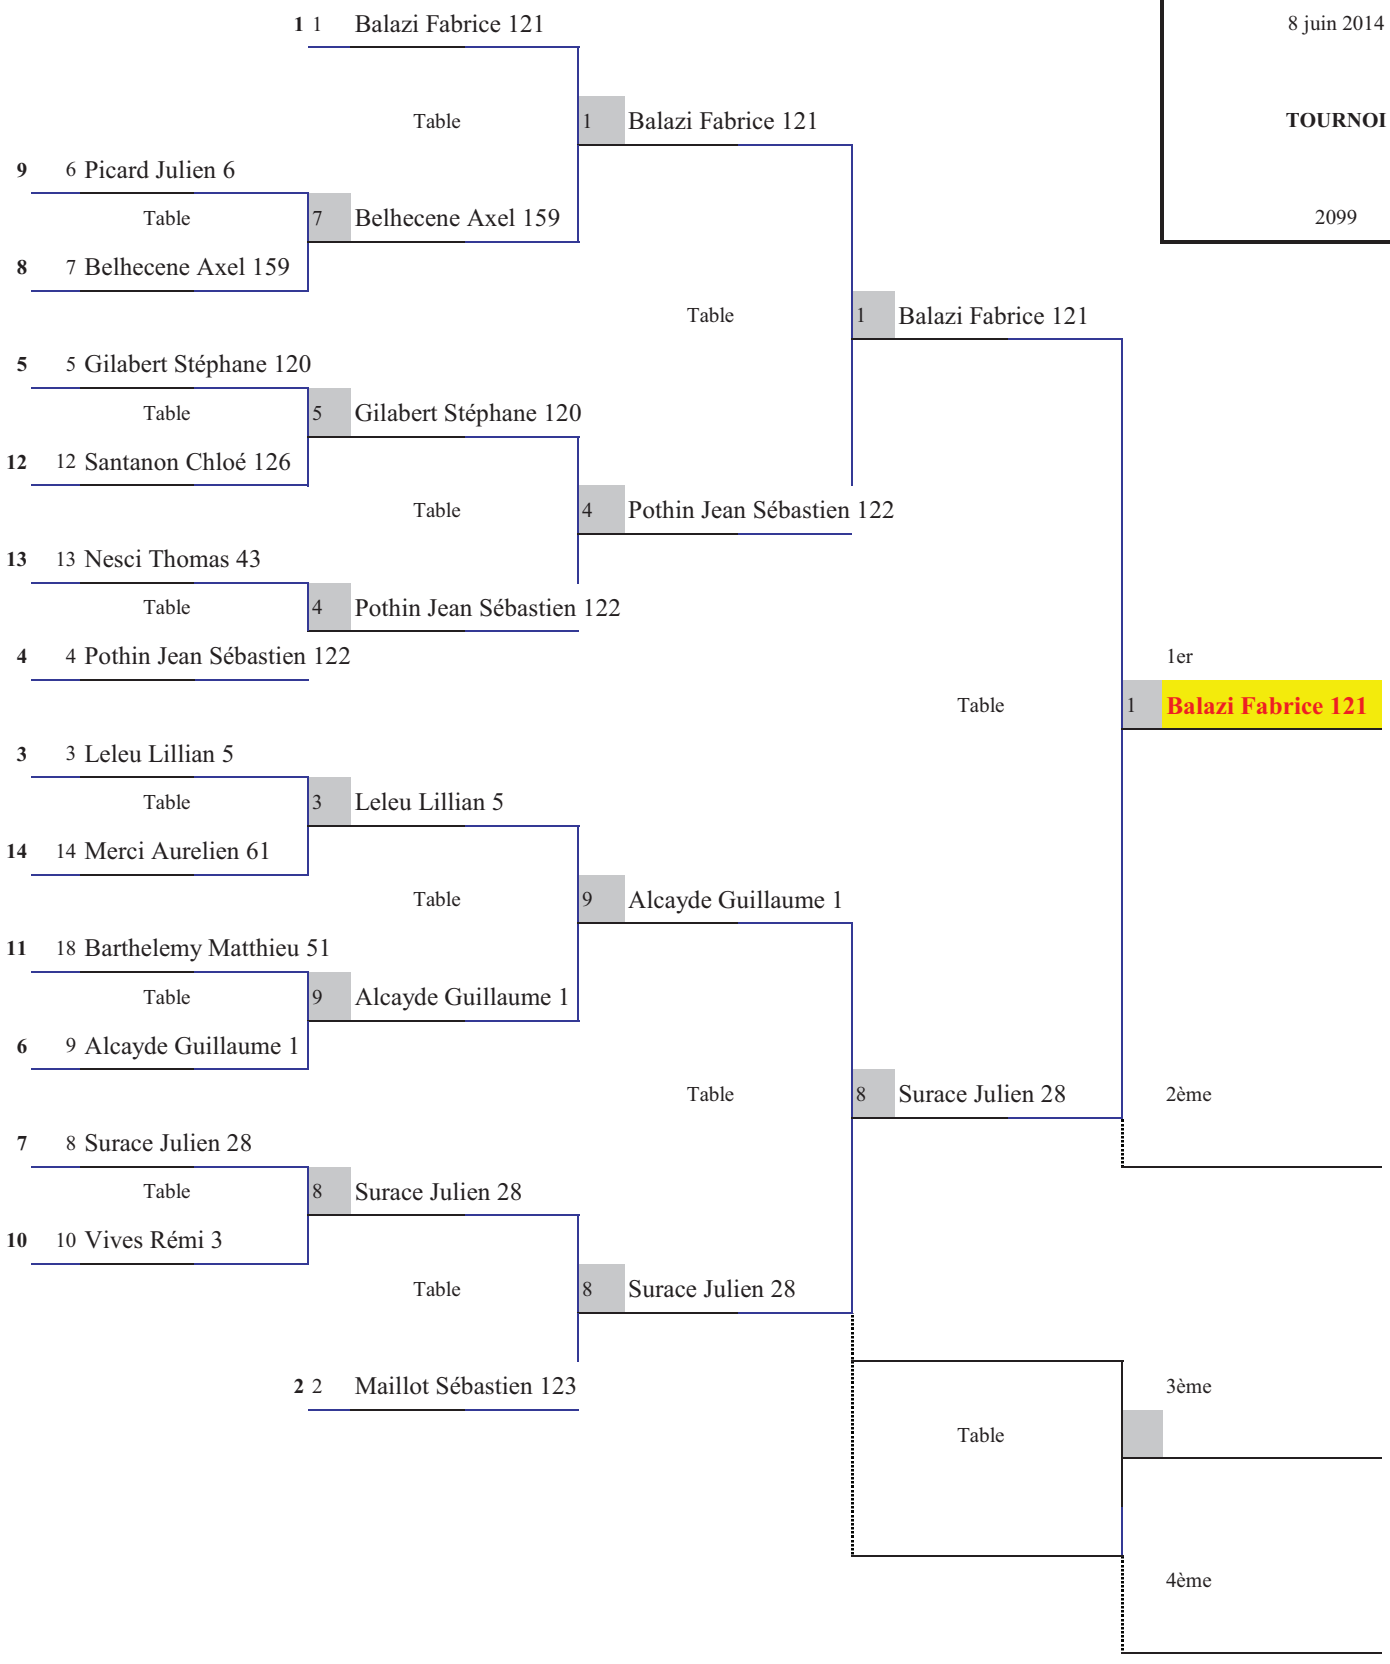 1 1 Balazi Fabrice 121 8 juin 2014
Table 1 Balazi Fabrice 121 TOURNOI
9 6 Picard Julien 6
Table 7 Belhecene Axel 159 2099
8 7 Belhecene Axel 159
Table 1 Balazi Fabrice 121
5 5 Gilabert Stéphane 120
Table 5 Gilabert Stéphane 120
12 12 Santanon Chloé 126
Table 4 Pothin Jean Sébastien 122
13 13 Nesci Thomas 43
Table 4 Pothin Jean Sébastien 122
4 4 Pothin Jean Sébastien 122 1er
Table 1 Balazi Fabrice 121
3 3 Leleu Lillian 5
Table 3 Leleu Lillian 5
14 14 Merci Aurelien 61
Table 9 Alcayde Guillaume 1
11 18 Barthelemy Matthieu 51
Table 9 Alcayde Guillaume 1
6 9 Alcayde Guillaume 1
Table 8 Surace Julien 28 2ème
7 8 Surace Julien 28
Table 8 Surace Julien 28
10 10 Vives Rémi 3
Table 8 Surace Julien 28
2 2 Maillot Sébastien 123 3ème
Table
4ème